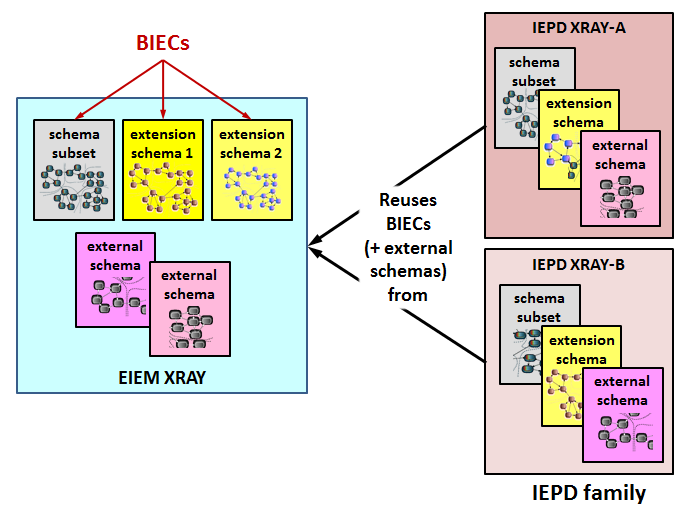 BIECs
schema
subset
extension
schema 1
extension
schema 2
external
schema
external
schema
EIEM XRAY
Reuses
BIECs
(+ external
schemas)
from
IEPD XRAY-A
schema
subset
extension
schema
external
schema
IEPD XRAY-B
schema
subset
extension
schema
external
schema
IEPD family